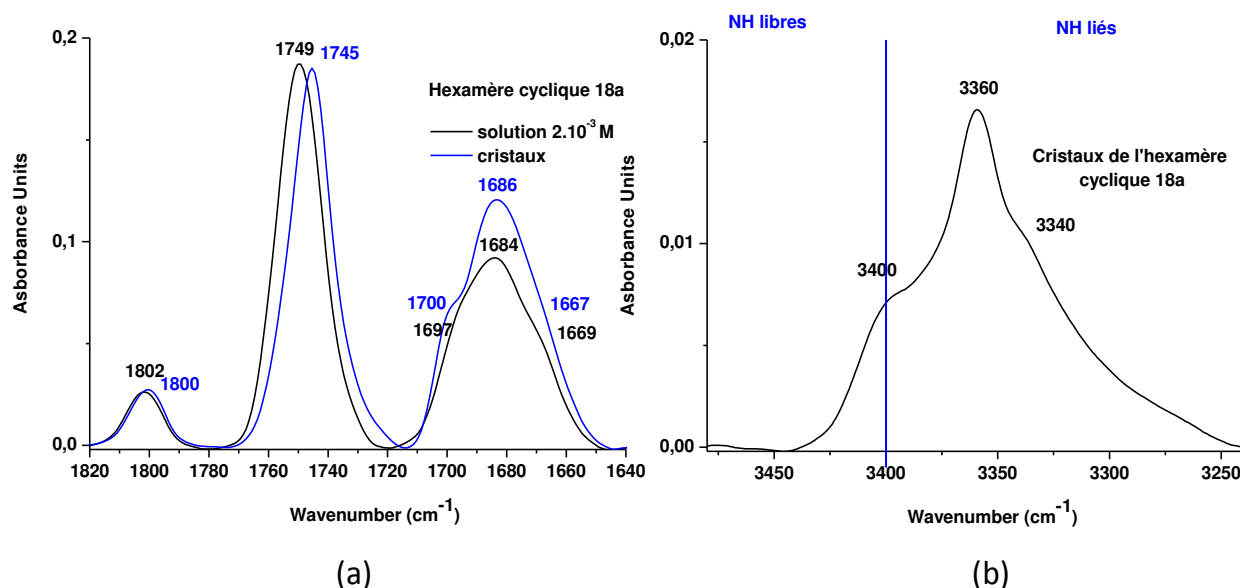 0,2
1749
1745
Hexamère cyclique 18a
solution 2.10⁻³ M
cristaux
1686
1684
0,1
1700
1697
1667
1669
1802
1800
0,0
1820 1800 1780 1760 1740 1720 1700 1680 1660 1640
Wavenumber (cm⁻¹)
Asborbance Units
(a)
NH libres
NH liés
0,02
3360
Cristaux de l'hexamère
cyclique 18a
3340
0,01
3400
0,00
3450 3400 3350 3300 3250
Wavenumber (cm⁻¹)
Asborbance Units
(b)